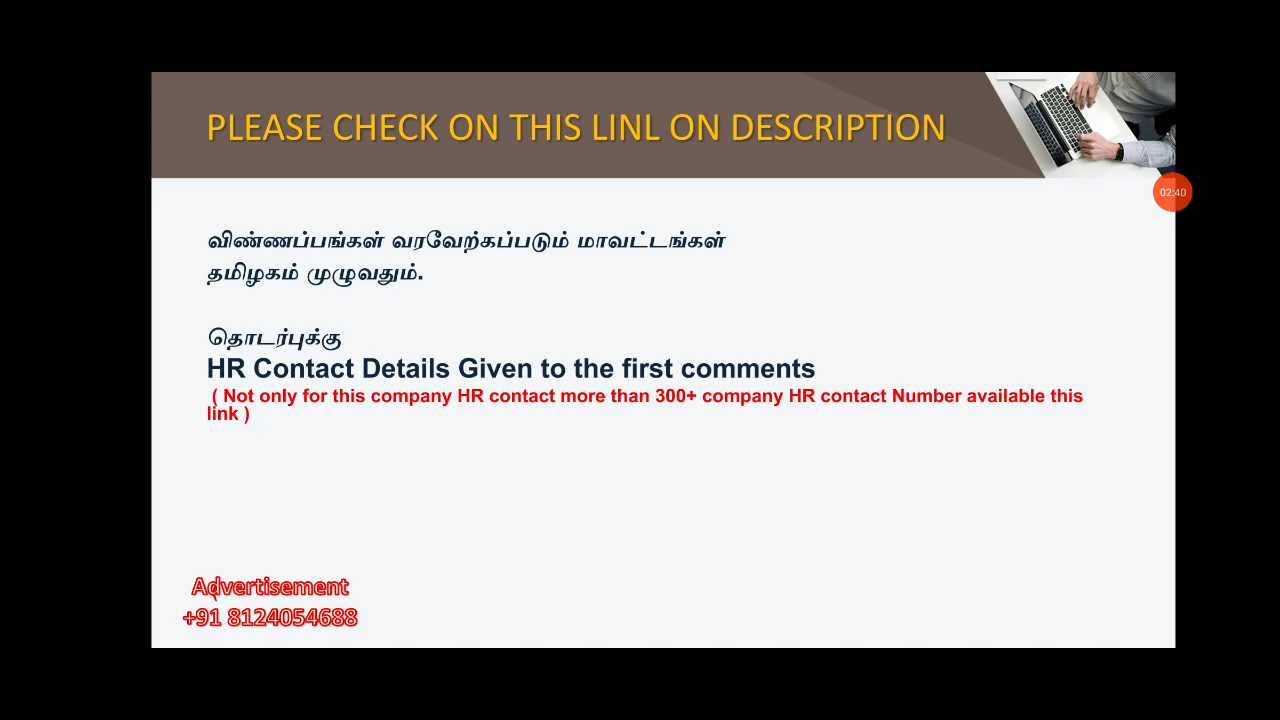 PLEASE CHECK ON THIS LINL ON DESCRIPTION
02:40
விண்ணப்பங்கள் வரவேற்கப்படும் மாவட்டங்கள்
தமிழகம் முழுவதும்.
தொடர்புக்கு
HR Contact Details Given to the first comments
( Not only for this company HR contact more than 300+ company HR contact Number available this
link )
Advertisement
+91 8124054688